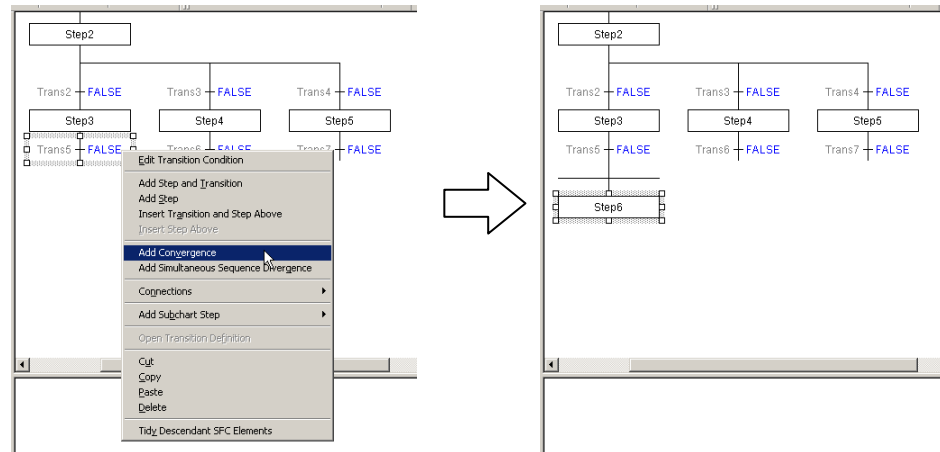 Step2
Trans2 FALSE Trans3 FALSE Trans4 FALSE
Step3 Step4 Step5
Trans5 FALSE Trans6 FALSE Trans7 FALSE
Edit Transition Condition
Add Step and Transition
Add Step
Insert Transition and Step Above
Insert Step Above
Add Convergence
Add Simultaneous Sequence Divergence
Connections
Add Subchart Step
Open Transition Definition
Cut
Copy
Paste
Delete
Tidy Descendant SFC Elements
Step2
Trans2 FALSE Trans3 FALSE Trans4 FALSE
Step3 Step4 Step5
Trans5 FALSE Trans6 FALSE Trans7 FALSE
Step6